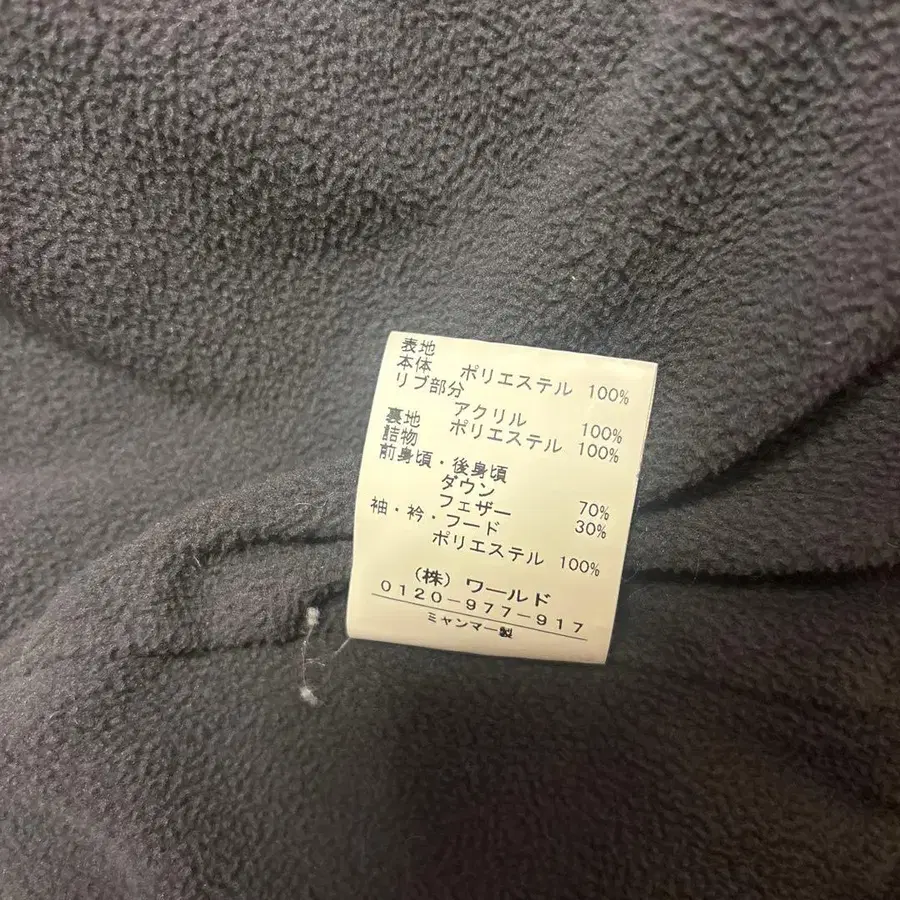 表地
本体 ポリエステル 100%
リブ部分
アクリル 100%
裏地 ポリエステル 100%
詰物
前身頃・後身頃
ダウン 70%
フェザー 30%
袖・衿・フード
ポリエステル 100%
(株) ワールド
0120-977-917
ミャンマー製